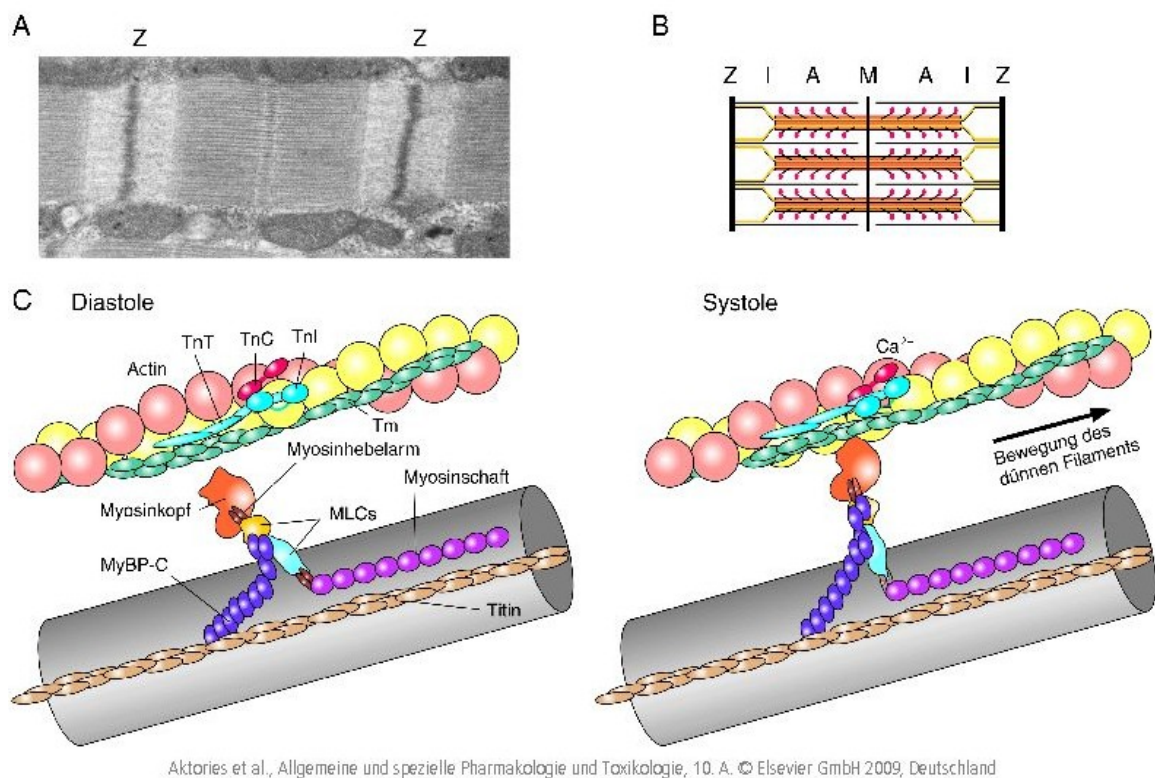 A
Z Z
B
Z I A M A I Z
C Diastole
TnT
TnC
TnI
Actin
Tm
Myosinhebelarm
Myosinkopf
MLCs
Myosinschaft
MyBP-C
Titin
Systole
Ca²⁻
Bewegung des
dünnen Filaments
Aktories et al., Allgemeine und spezielle Pharmakologie und Toxikologie, 10. A. © Elsevier GmbH 2009, Deutschland